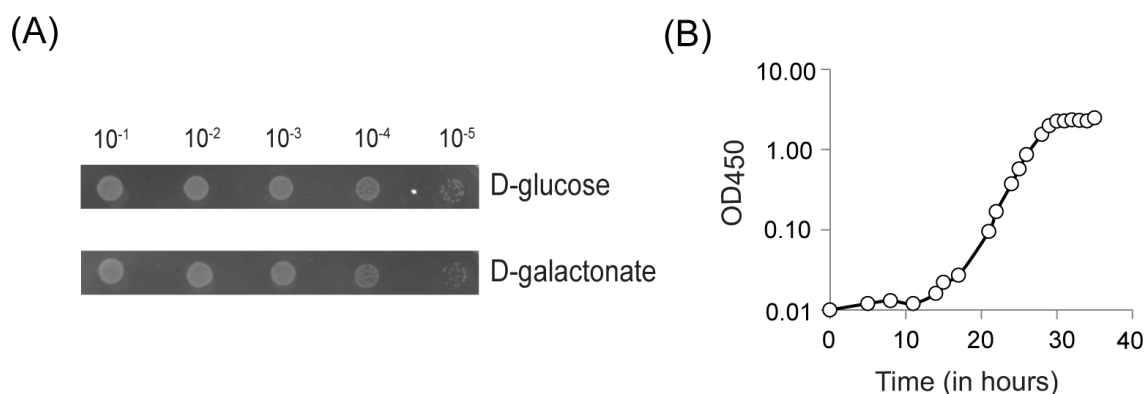 (A)
10⁻¹ 10⁻² 10⁻³ 10⁻⁴ 10⁻⁵
D-glucose
D-galactonate
(B)
10.00
1.00
0.10
0.01
OD450
0 10 20 30 40
Time (in hours)